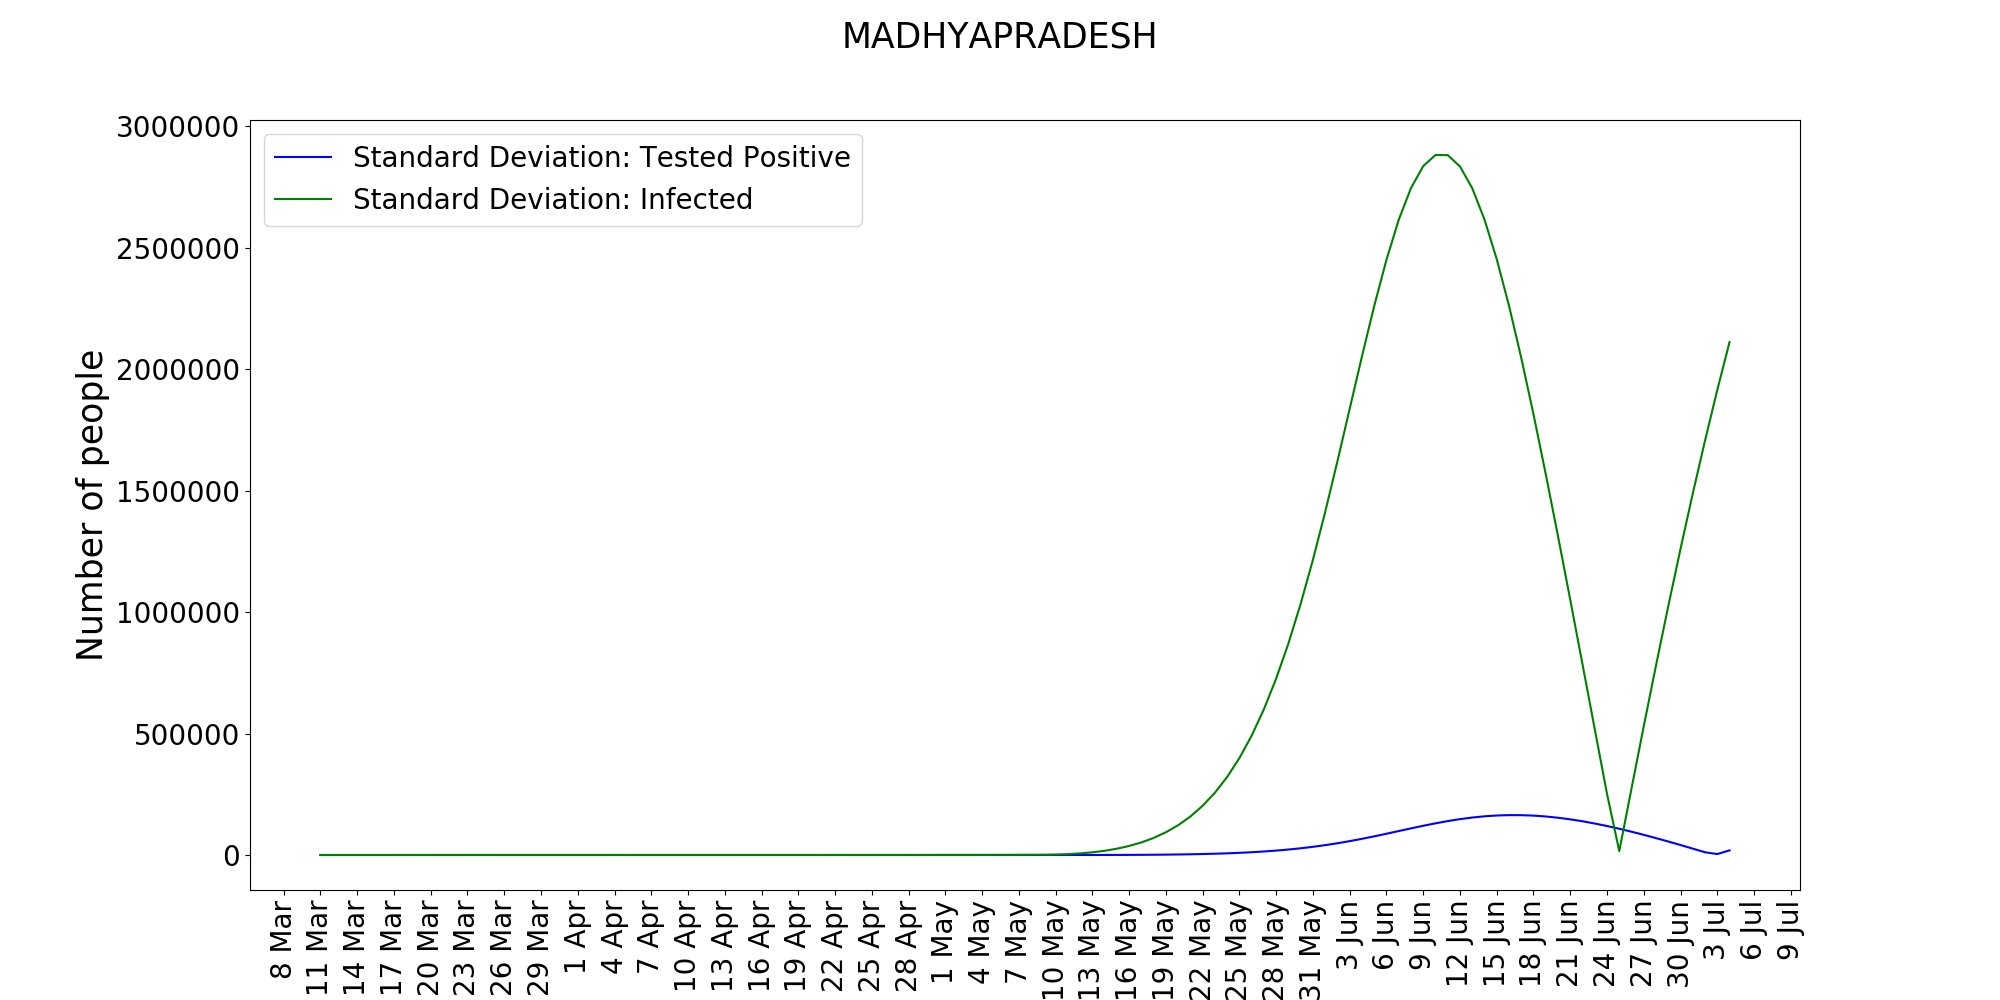 MADHYAPRADESH
Standard Deviation: Tested Positive
Standard Deviation: Infected
Number of people
3000000
2500000
2000000
1500000
1000000
500000
0
8 Mar
11 Mar
14 Mar
17 Mar
20 Mar
23 Mar
26 Mar
29 Mar
1 Apr
4 Apr
7 Apr
10 Apr
13 Apr
16 Apr
19 Apr
22 Apr
25 Apr
28 Apr
1 May
4 May
7 May
10 May
13 May
16 May
19 May
22 May
25 May
28 May
31 May
3 Jun
6 Jun
9 Jun
12 Jun
15 Jun
18 Jun
21 Jun
24 Jun
27 Jun
30 Jun
3 Jul
6 Jul
9 Jul